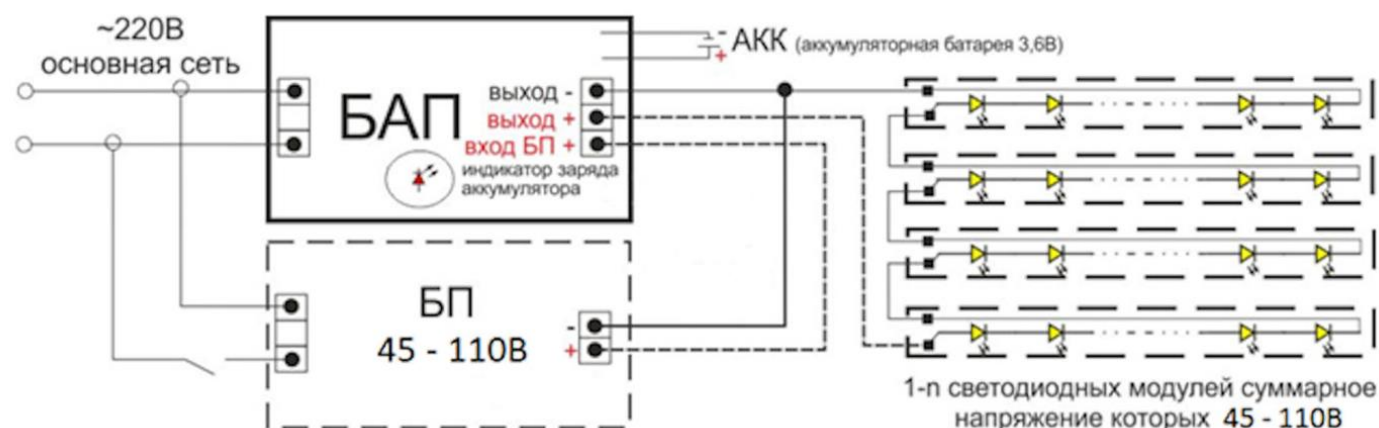 ~220В
основная сеть
- АКК (аккумуляторная батарея 3,6В)
+
БАП
выход -
выход +
вход БП +
индикатор заряда
аккумулятора
БП
45 - 110В
-
+
1-n светодиодных модулей суммарное
напряжение которых 45 - 110В